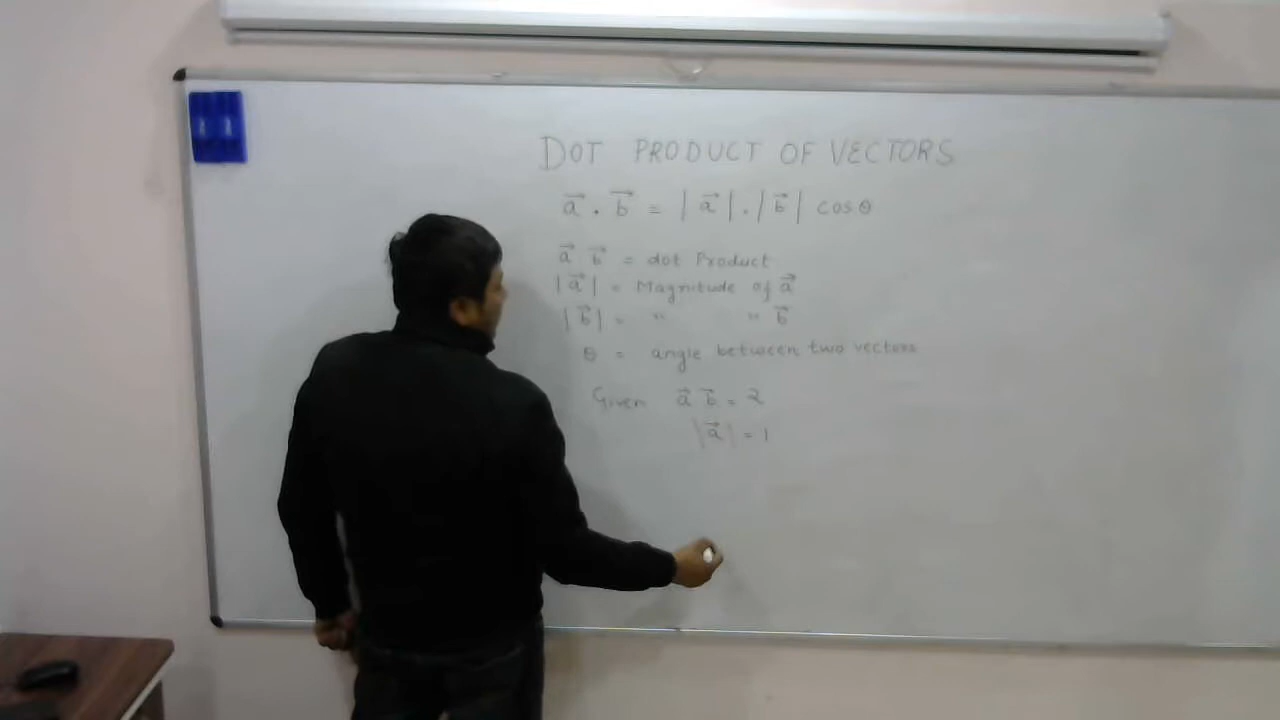 DOT PRODUCT OF VECTORS
a⃗ . b⃗ = |a⃗| . |b⃗| cos θ
a⃗ b⃗ = dot Product
|a⃗| = Magnitude of a⃗
|b⃗| = " " b⃗
θ = angle between two vectors
Given a⃗ b⃗ = 2
|a⃗| = 1